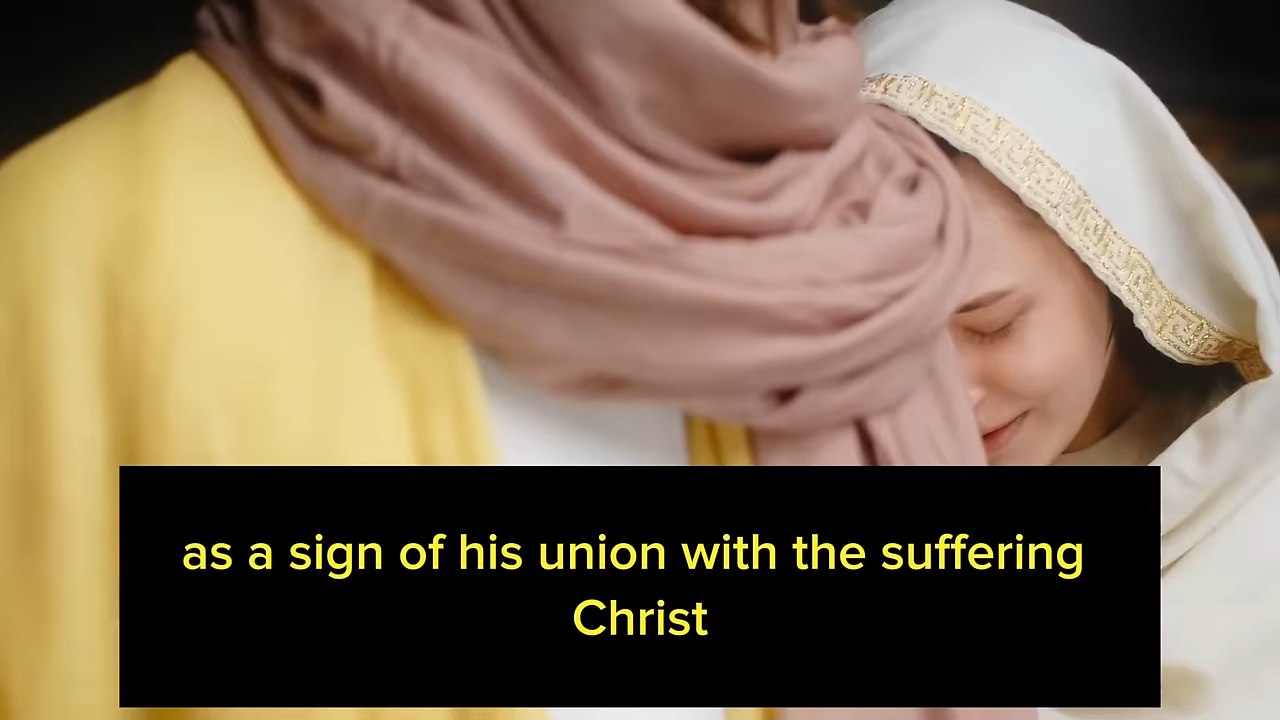 as a sign of his union with the suffering
Christ